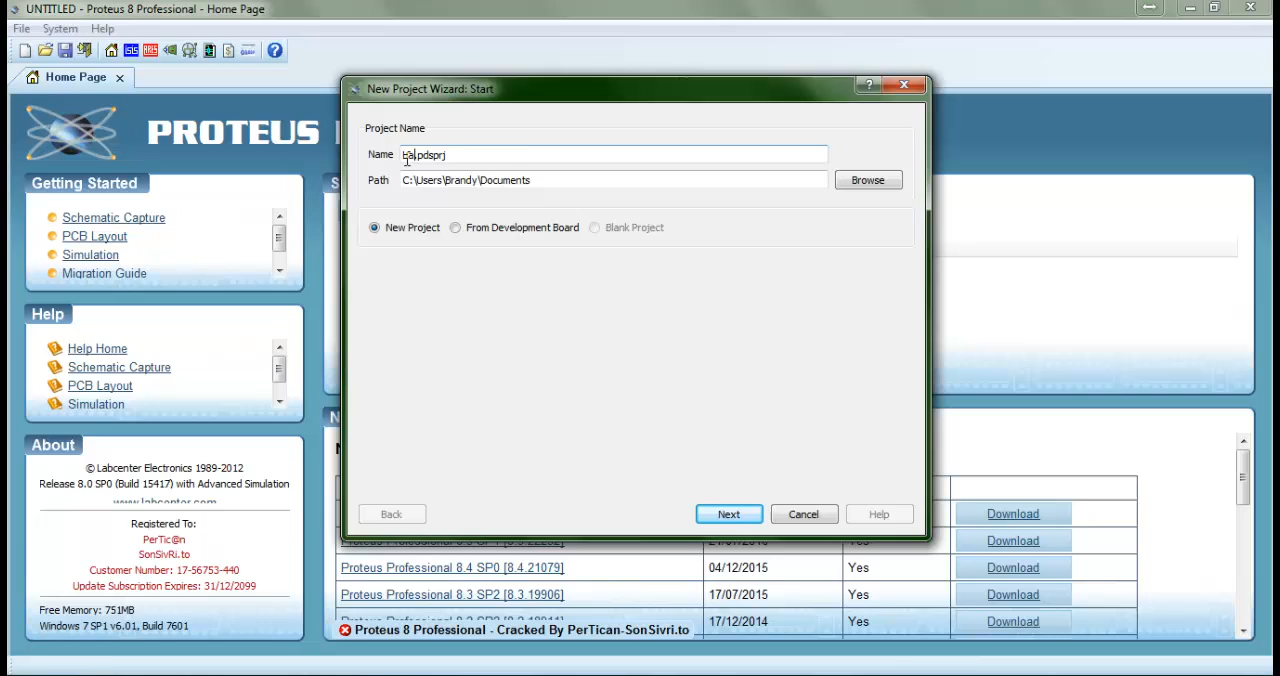 UNTITLED - Proteus 8 Professional - Home Page
File System Help
Home Page
PROTEUS
Getting Started
Schematic Capture
PCB Layout
Simulation
Migration Guide
Help
Help Home
Schematic Capture
PCB Layout
Simulation
About
© Labcenter Electronics 1989-2012
Release 8.0 SP0 (Build 15417) with Advanced Simulation
www.labcenter.com
Registered To:
PerTic@n
SonSivRi.to
Customer Number: 17-56753-440
Update Subscription Expires: 31/12/2099
Free Memory: 751MB
Windows 7 SP1 v6.01, Build 7601
New Project Wizard: Start
Project Name
Name .pdsprj
Path C:\Users\Brandy\Documents
Browse
New Project From Development Board Blank Project
Back Next Cancel Help
Download
Download
Proteus Professional 8.4 SP0 [8.4.21079] 04/12/2015 Yes Download
Proteus Professional 8.3 SP2 [8.3.19906] 17/07/2015 Yes Download
17/12/2014 Yes Download
Proteus 8 Professional - Cracked By PerTican-SonSivri.to